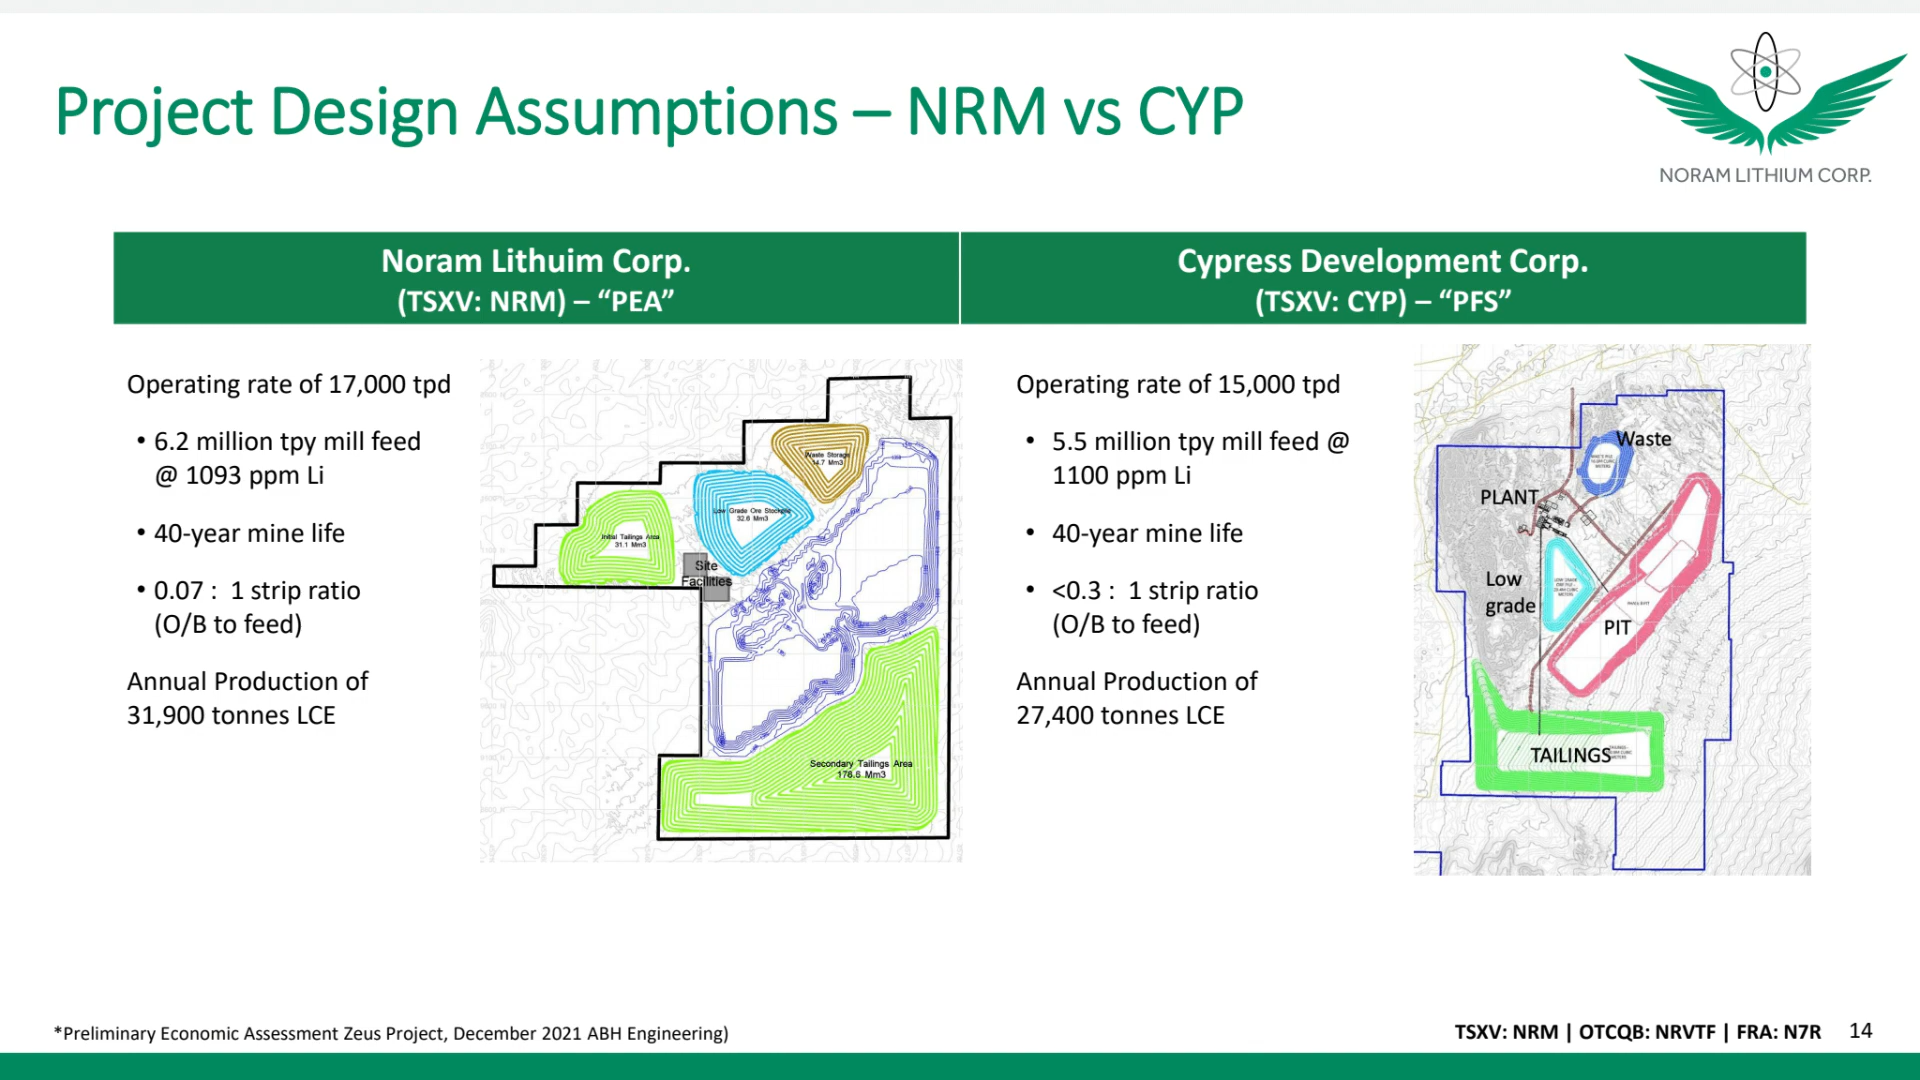 Project Design Assumptions – NRM vs CYP
NORAM LITHIUM CORP.
Noram Lithuim Corp.
(TSXV: NRM) – “PEA”
Cypress Development Corp.
(TSXV: CYP) – “PFS”
Operating rate of 17,000 tpd
• 6.2 million tpy mill feed
@ 1093 ppm Li
• 40-year mine life
• 0.07 : 1 strip ratio
(O/B to feed)
Annual Production of
31,900 tonnes LCE
Waste Storage
14.7 Mm3
Low Grade Ore Stockpile
32.6 Mm3
Initial Tailings Area
31.1 Mm3
Site
Facilities
Secondary Tailings Area
176.6 Mm3
Operating rate of 15,000 tpd
• 5.5 million tpy mill feed @
1100 ppm Li
• 40-year mine life
• <0.3 : 1 strip ratio
(O/B to feed)
Annual Production of
27,400 tonnes LCE
Waste
PLANT
Low
grade
PIT
TAILINGS
*Preliminary Economic Assessment Zeus Project, December 2021 ABH Engineering)
TSXV: NRM | OTCQB: NRVTF | FRA: N7R 14